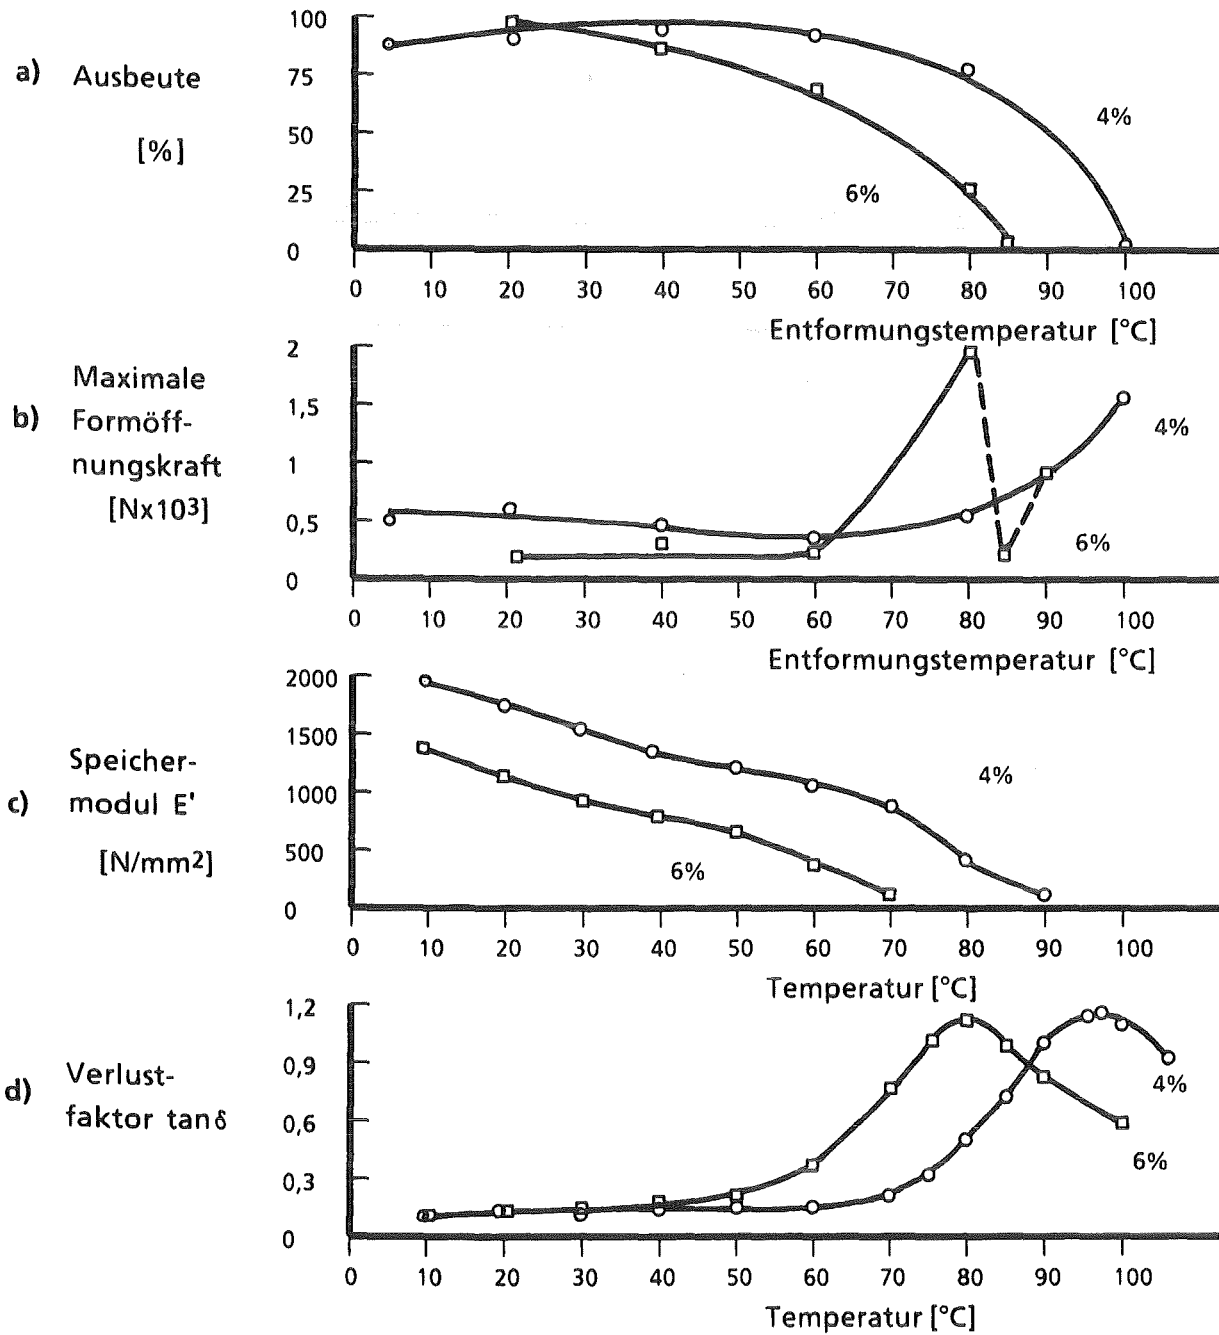 100
a) Ausbeute
75
4%
50
[%]
6%
25
0
0 10 20 30 40 50 60 70 80 90 100
Entformungstemperatur [°C]
2
Maximale
1,5
b) Formöff-
4%
nungskraft
1
[Nx10³]
0,5
6%
0
0 10 20 30 40 50 60 70 80 90 100
Entformungstemperatur [°C]
2000
1500
Speicher-
4%
c) modul E'
1000
[N/mm²]
500
6%
0
0 10 20 30 40 50 60 70 80 90 100
Temperatur [°C]
1,2
0,9
Verlust-
4%
d) faktor tanδ
0,6
6%
0,3
0
0 10 20 30 40 50 60 70 80 90 100
Temperatur [°C]